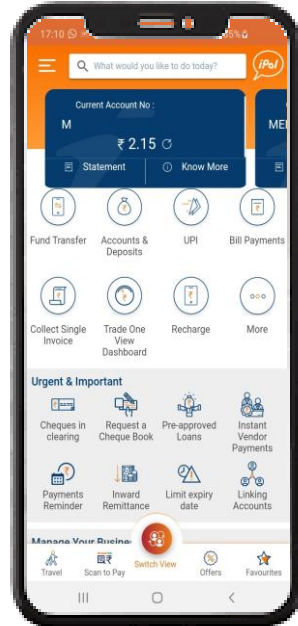 17:10
What would you like to do today?
iPal
Current Account No :
M
₹ 2.15
Statement
Know More
Fund Transfer
Accounts &
Deposits
UPI
Bill Payments
Collect Single
Invoice
Trade One
View
Dashboard
Recharge
More
Urgent & Important
Cheques in
clearing
Request a
Cheque Book
Pre-approved
Loans
Instant
Vendor
Payments
Payments
Reminder
Inward
Remittance
Limit expiry
date
Linking
Accounts
Manage Your
Travel
Scan to Pay
Switch View
Offers
Favourites